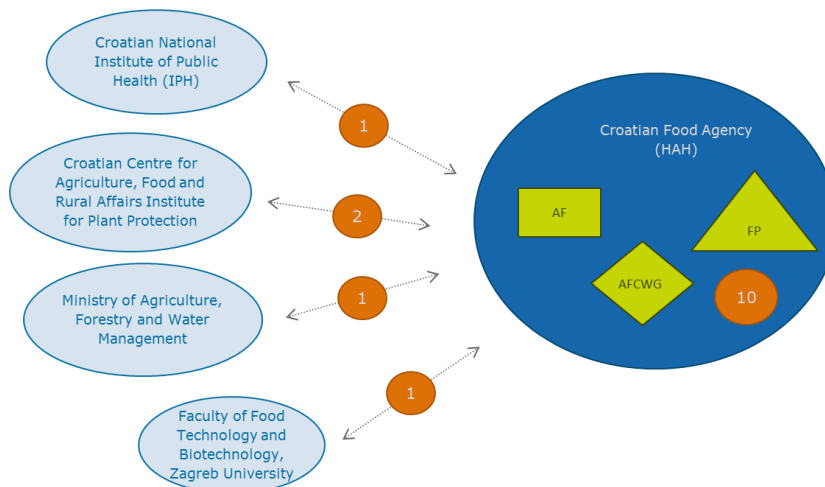 Croatian National
Institute of Public
Health (IPH)
1
Croatian Food Agency
(HAH)
Croatian Centre for
Agriculture, Food and
Rural Affairs Institute
for Plant Protection
2
AF
FP
AFCWG
10
Ministry of Agriculture,
Forestry and Water
Management
1
1
Faculty of Food
Technology and
Biotechnology,
Zagreb University